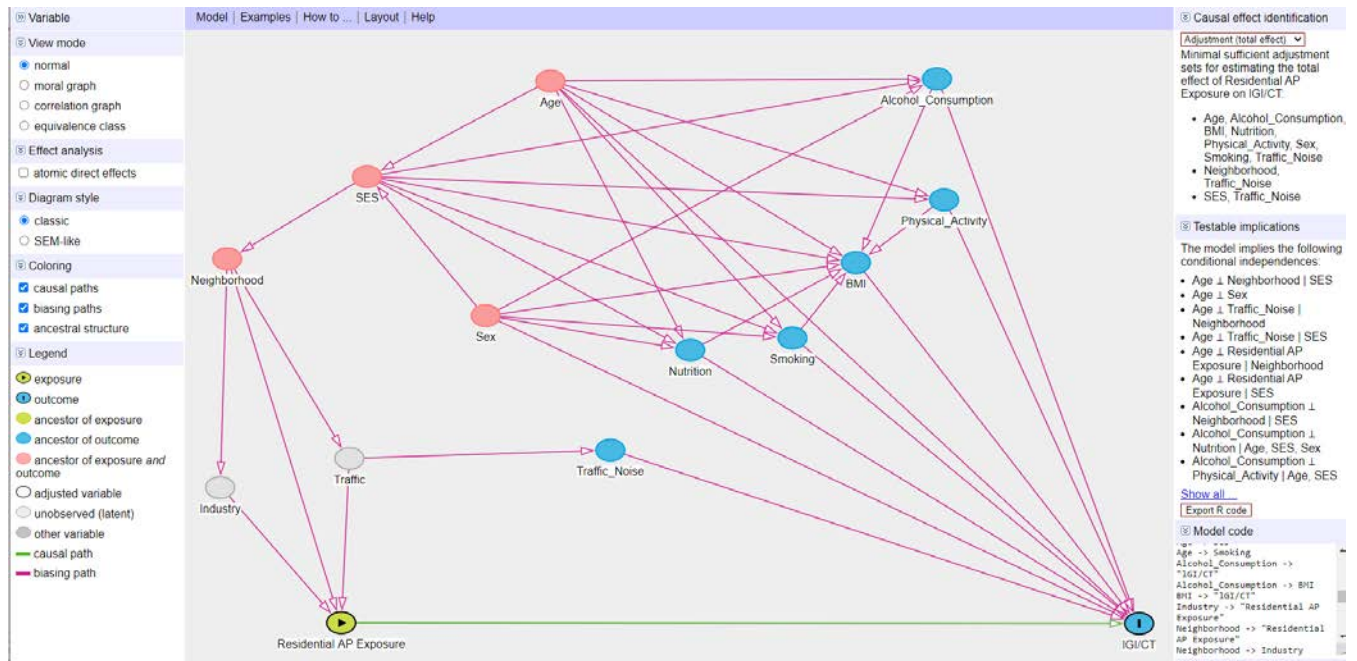 Variable
View mode
normal
moral graph
correlation graph
equivalence class
Effect analysis
atomic direct effects
Diagram style
classic
SEM-like
Coloring
causal paths
biasing paths
ancestral structure
Legend
exposure
outcome
ancestor of exposure
ancestor of outcome
ancestor of exposure and
outcome
adjusted variable
unobserved (latent)
other variable
causal path
biasing path
Model | Examples | How to ... | Layout | Help
Age
Alcohol_Consumption
SES
Physical_Activity
Neighborhood
BMI
Sex
Smoking
Nutrition
Traffic
Traffic_Noise
Industry
Residential AP Exposure
IGI/CT
Causal effect identification
Adjustment (total effect)
Minimal sufficient adjustment
sets for estimating the total
effect of Residential AP
Exposure on IGI/CT:
• Age, Alcohol_Consumption,
BMI, Nutrition,
Physical_Activity, Sex,
Smoking, Traffic_Noise
• Neighborhood,
Traffic_Noise
• SES, Traffic_Noise
Testable implications
The model implies the following
conditional independences:
• Age ⊥ Neighborhood | SES
• Age ⊥ Sex
• Age ⊥ Traffic_Noise |
Neighborhood
• Age ⊥ Traffic_Noise | SES
• Age ⊥ Residential AP
Exposure | Neighborhood
• Age ⊥ Residential AP
Exposure | SES
• Alcohol_Consumption ⊥
Neighborhood | SES
• Alcohol_Consumption ⊥
Nutrition | Age, SES, Sex
• Alcohol_Consumption ⊥
Physical_Activity | Age, SES
Show all ...
Export R code
Model code
Age -> Smoking
Alcohol_Consumption ->
"IGI/CT"
Alcohol_Consumption -> BMI
BMI -> "IGI/CT"
Industry -> "Residential AP
Exposure"
Neighborhood -> "Residential
AP Exposure"
Neighborhood -> Industry